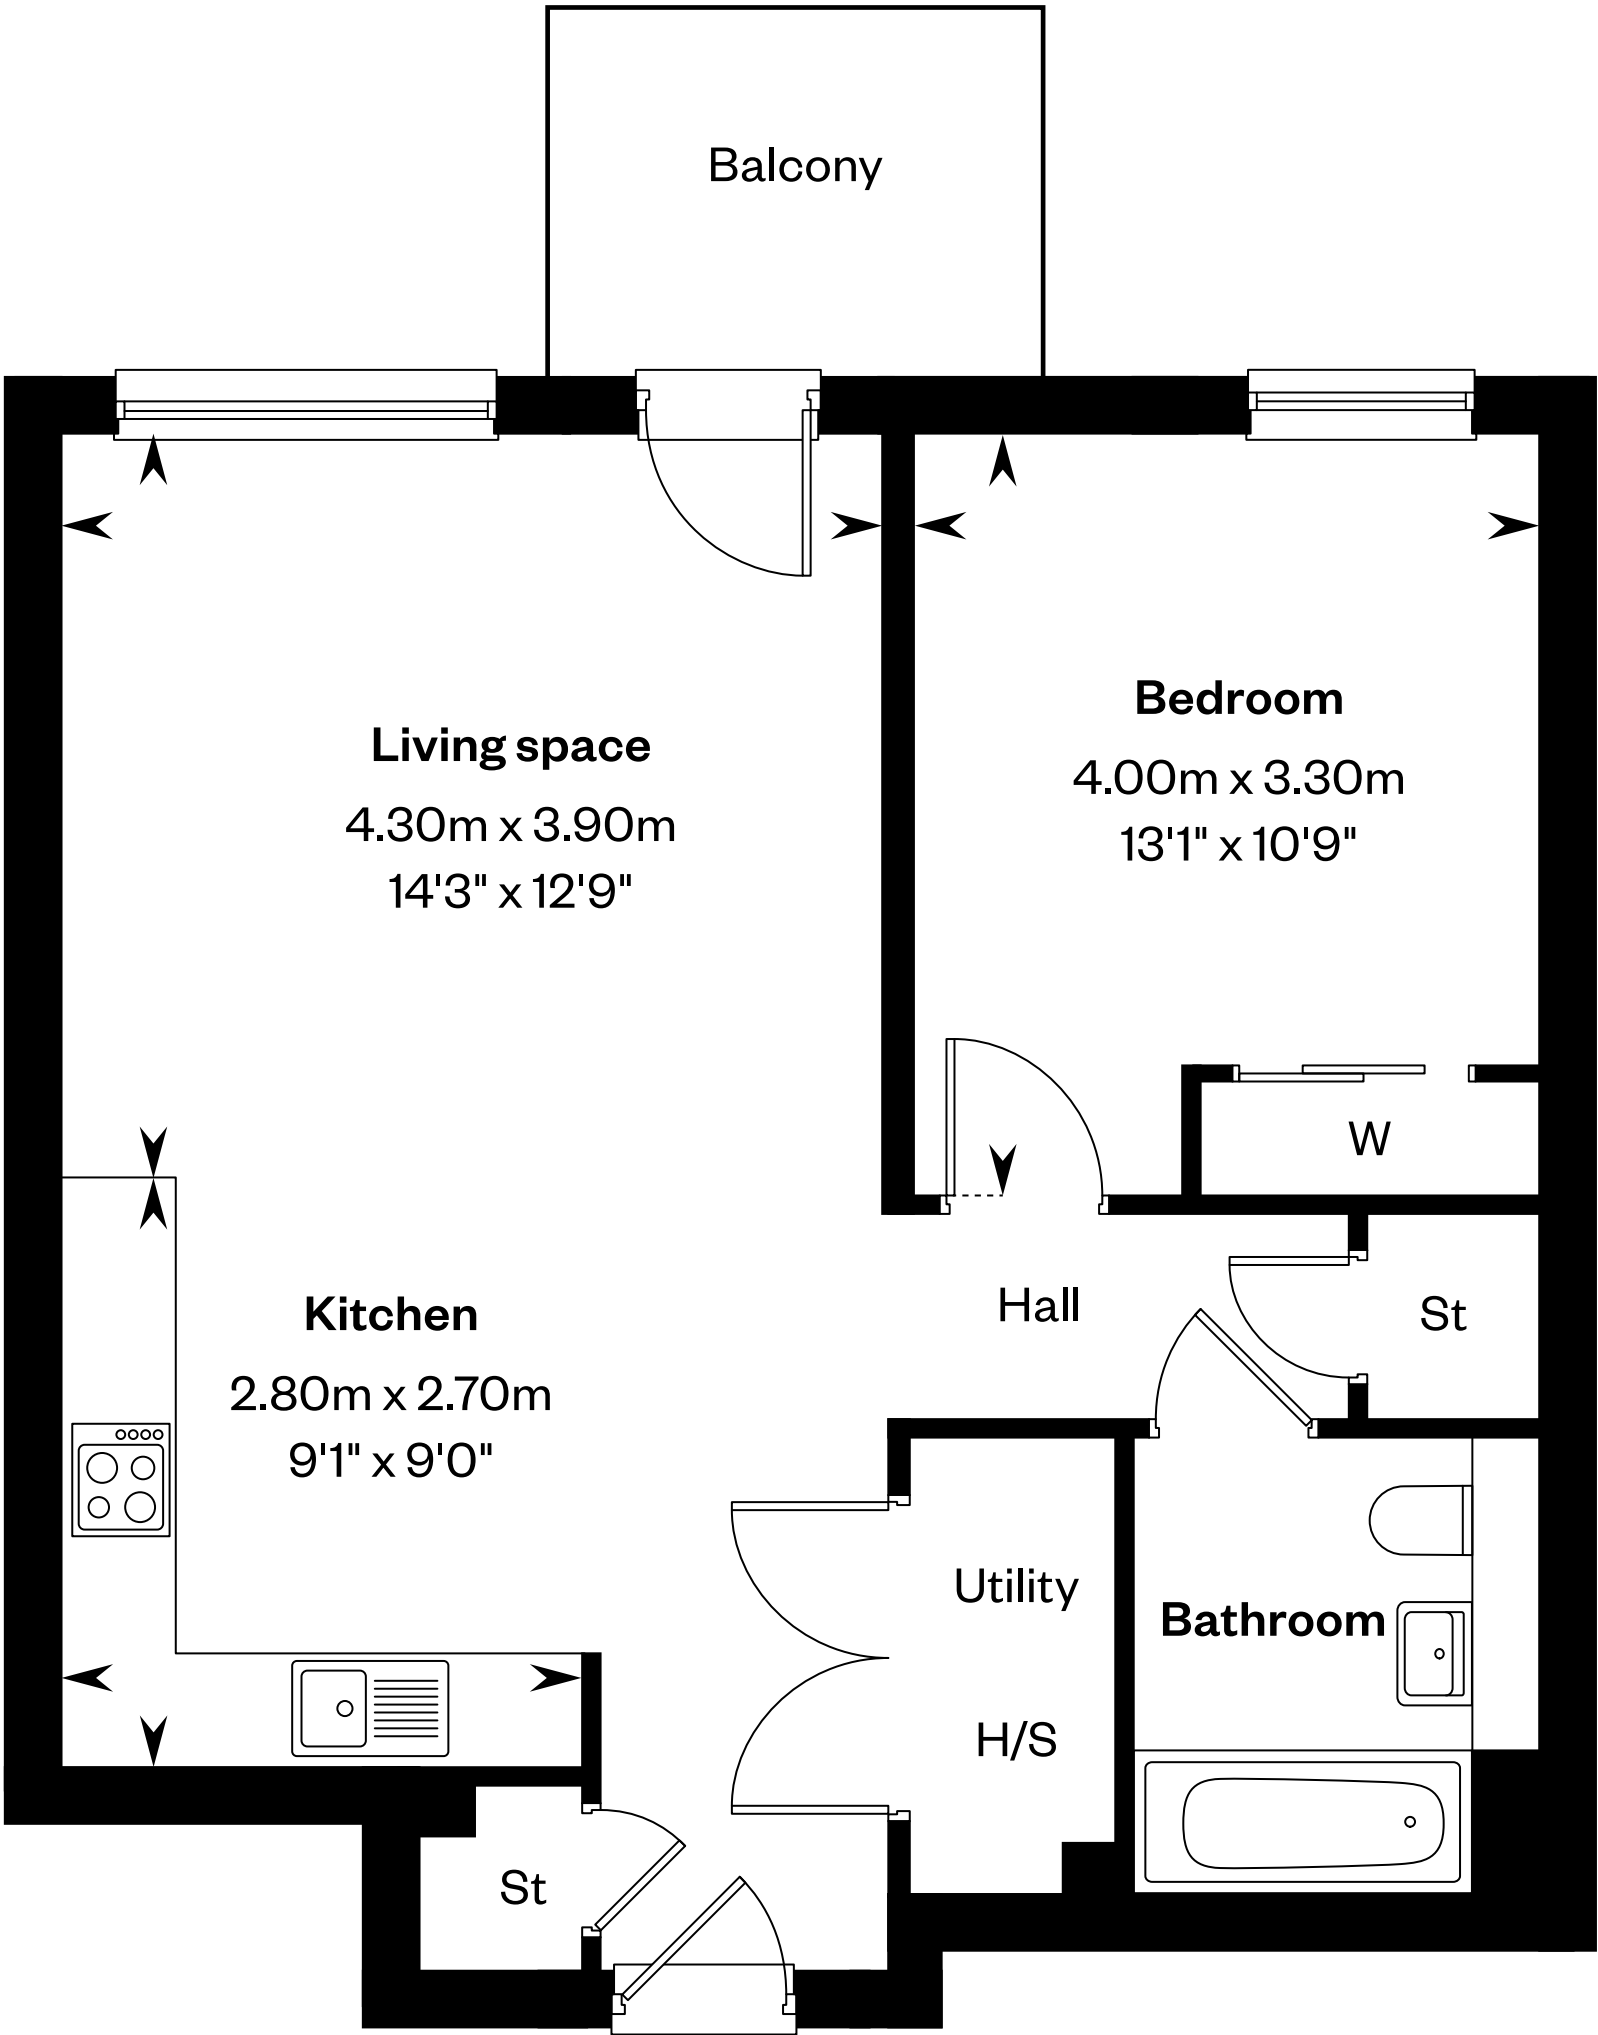 Balcony
Living space
4.30m x 3.90m
14'3" x 12'9"
Bedroom
4.00m x 3.30m
13'1" x 10'9"
W
Hall
St
Kitchen
2.80m x 2.70m
9'1" x 9'0"
Utility
H/S
Bathroom
St